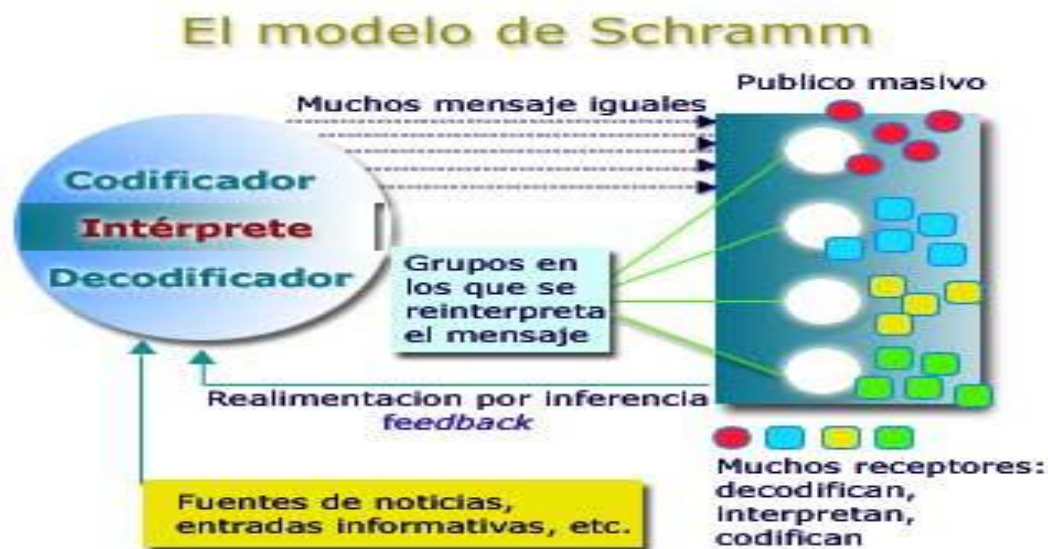 El modelo de Schramm
Publico masivo
Muchos mensaje iguales
Codificador
Intérprete
Decodificador
Grupos en
los que se
reinterpreta
el mensaje
Realimentacion por inferencia
feedback
Fuentes de noticias,
entradas informativas, etc.
Muchos receptores:
decodifican,
interpretan,
codifican